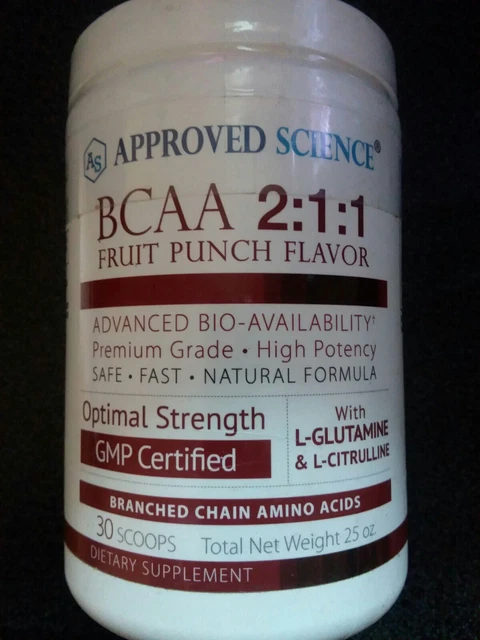 AS APPROVED SCIENCE®
BCAA 2:1:1
FRUIT PUNCH FLAVOR
ADVANCED BIO-AVAILABILITY†
Premium Grade • High Potency
SAFE • FAST • NATURAL FORMULA
Optimal Strength
GMP Certified
With
L-GLUTAMINE
& L-CITRULLINE
BRANCHED CHAIN AMINO ACIDS
30 SCOOPS Total Net Weight 25 oz.
DIETARY SUPPLEMENT